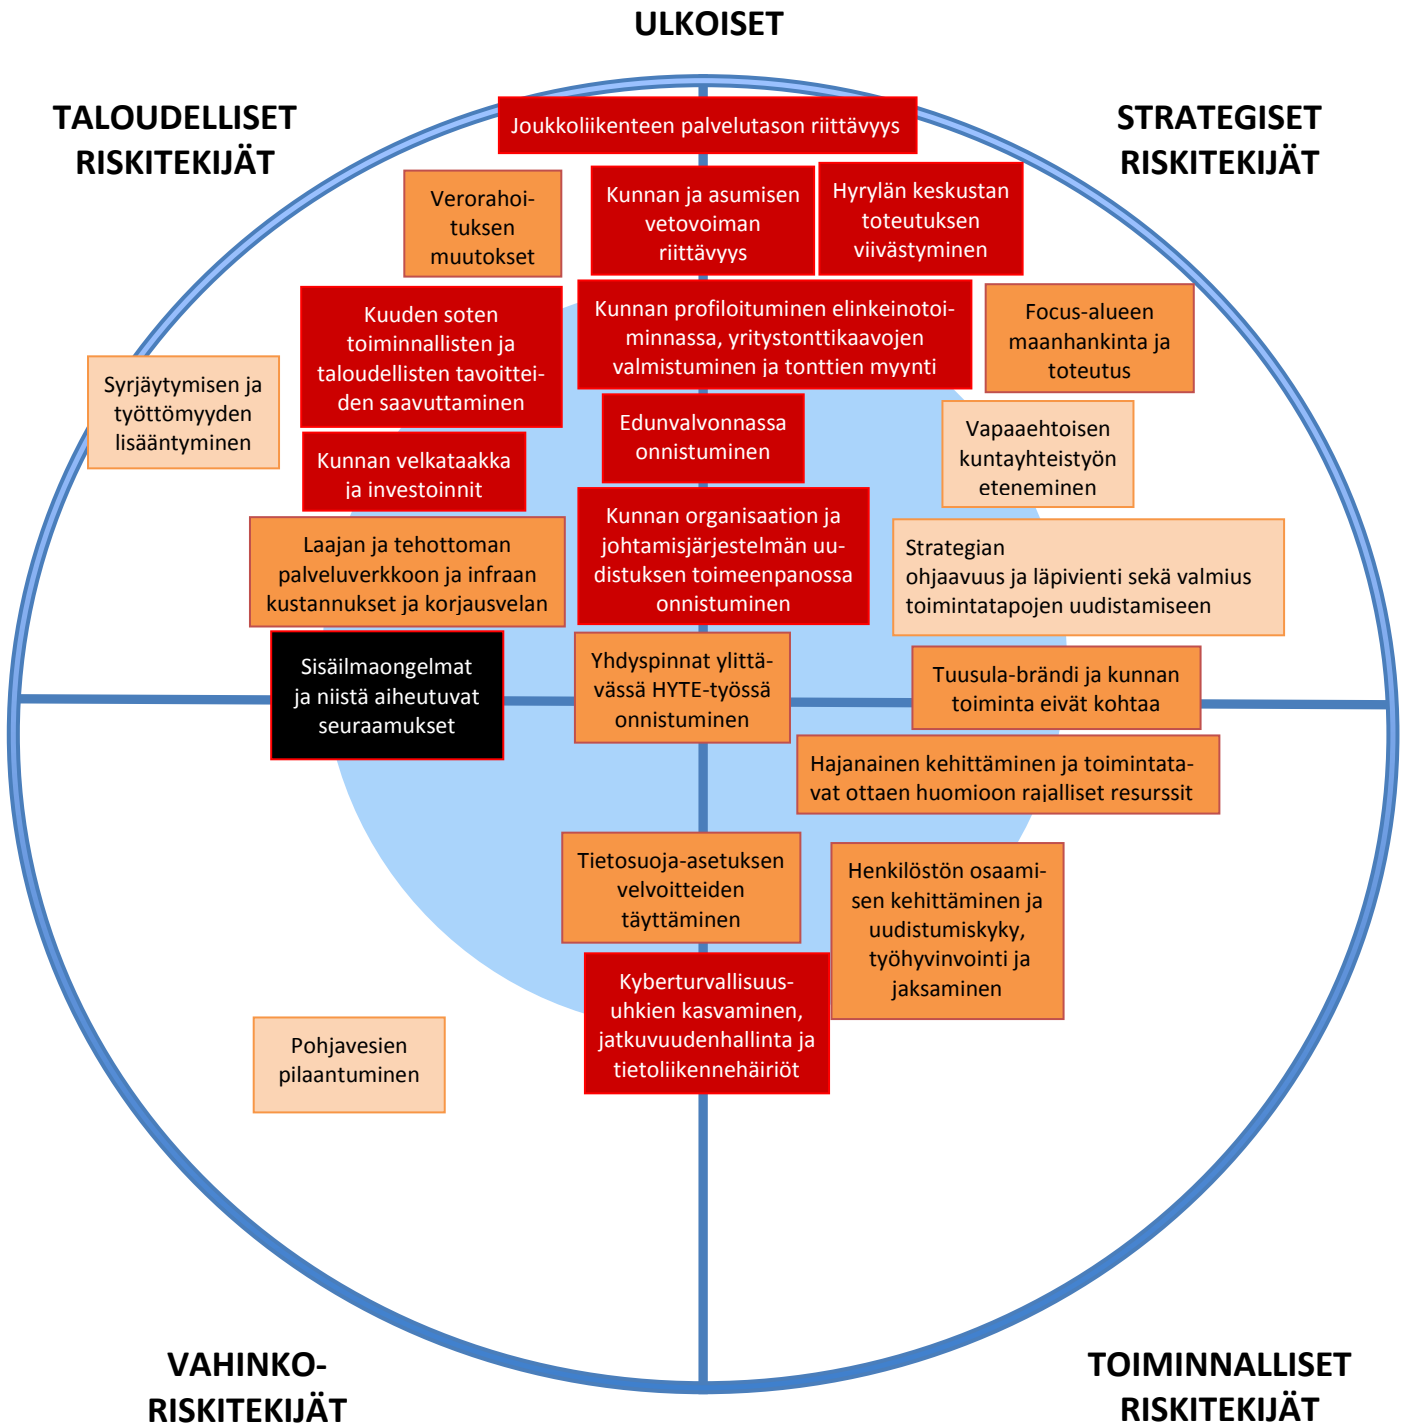 ULKOISET
TALOUDELLISET
RISKITEKIJÄT
STRATEGISET
RISKITEKIJÄT
Joukkoliikenteen palvelutason riittävyys
Verorahoi-
tuksen
muutokset
Kunnan ja asumisen
vetovoiman
riittävyys
Hyrylän keskustan
toteutuksen
viivästyminen
Kuuden soten
toiminnallisten ja
taloudellisten tavoittei-
den saavuttaminen
Kunnan profiloituminen elinkeinotoi-
minnassa, yritystonttikaavojen
valmistuminen ja tonttien myynti
Focus-alueen
maanhankinta ja
toteutus
Syrjäytymisen ja
työttömyyden
lisääntyminen
Edunvalvonnassa
onnistuminen
Vapaaehtoisen
kuntayhteistyön
eteneminen
Kunnan velkataakka
ja investoinnit
Kunnan organisaation ja
johtamisjärjestelmän uu-
distuksen toimeenpanossa
onnistuminen
Laajan ja tehottoman
palveluverkkoon ja infraan
kustannukset ja korjausvelan
Strategian
ohjaavuus ja läpivienti sekä valmius
toimintatapojen uudistamiseen
Sisäilmaongelmat
ja niistä aiheutuvat
seuraamukset
Yhdyspinnat ylittä-
vässä HYTE-työssä
onnistuminen
Tuusula-brändi ja kunnan
toiminta eivät kohtaa
Hajanainen kehittäminen ja toimintata-
vat ottaen huomioon rajalliset resurssit
Tietosuoja-asetuksen
velvoitteiden
täyttäminen
Henkilöstön osaami-
sen kehittäminen ja
uudistumiskyky,
työhyvinvointi ja
jaksaminen
Kyberturvallisuus-
uhkien kasvaminen,
jatkuvuudenhallinta ja
tietoliikennehäiriöt
Pohjavesien
pilaantuminen
VAHINKO-
RISKITEKIJÄT
TOIMINNALLISET
RISKITEKIJÄT